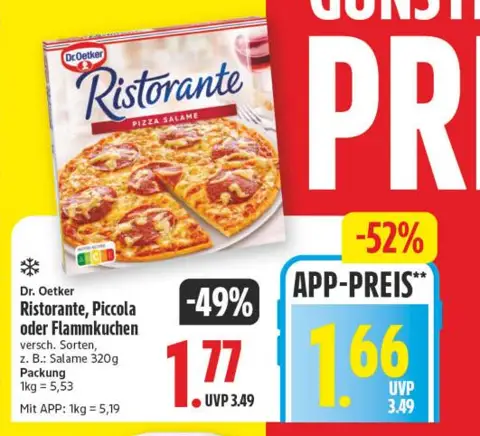 GÜNSTI
PR
Dr. Oetker
Ristorante
PIZZA SALAME
Dr. Oetker
Ristorante, Piccola
oder Flammkuchen
versch. Sorten,
z. B.: Salame 320g
Packung
1kg = 5,53
Mit APP: 1kg = 5,19
-49%
1.77
UVP 3.49
-52%
APP-PREIS**
1.66
UVP
3.49